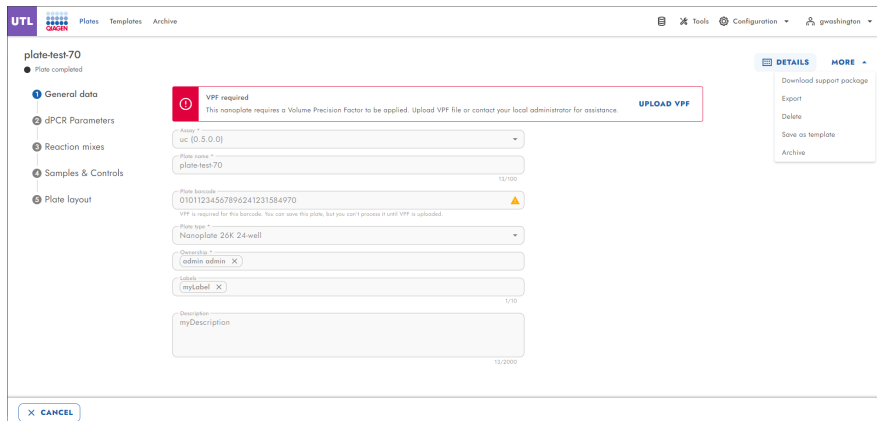 UTL QIAGEN Plates Templates Archive Tools Configuration gwashington
plate-test-70
Plate completed
DETAILS MORE
Download support package
Export
Delete
Save as template
Archive
1 General data
2 dPCR Parameters
3 Reaction mixes
4 Samples & Controls
5 Plate layout
VPF required
This nanoplate requires a Volume Precision Factor to be applied. Upload VPF file or contact your local administrator for assistance.
UPLOAD VPF
Assay *
uc (0.5.0.0)
Plate name *
plate-test-70
13/100
Plate barcode
01011234567896241231584970
VPF is required for this barcode. You can save this plate, but you can't process it until VPF is uploaded.
Plate type *
Nanoplate 26K 24-well
Ownership *
admin admin
Labels
myLabel
1/10
Description
myDescription
13/2000
CANCEL